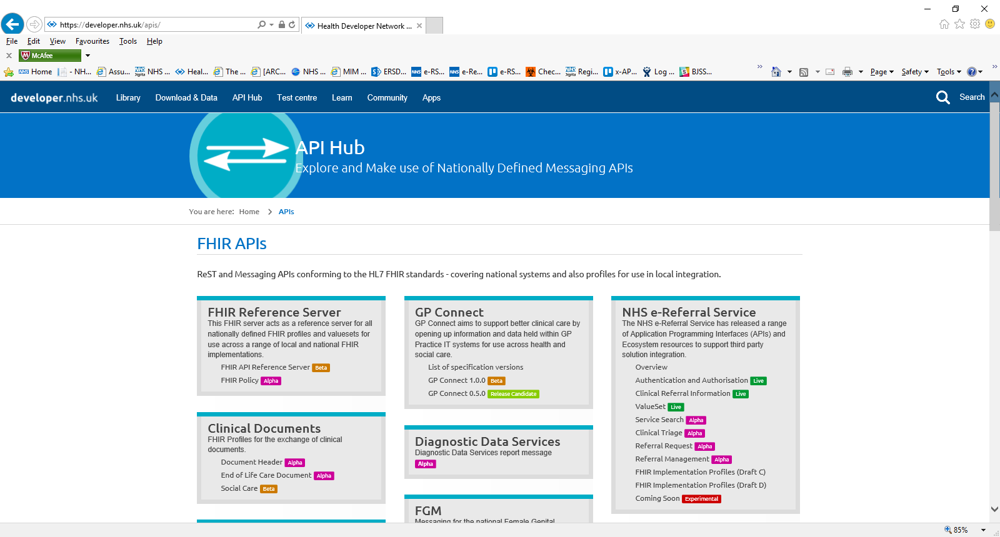 https://developer.nhs.uk/apis/
Health Developer Network ...
File Edit View Favourites Tools Help
x McAfee
NHS Home - NH... Assu... NHS ... Heal... The ... [ARC... NHS ... MIM ... ERSD... e-RS... e-Re... e-RS... Chec... Regi... x-AP... Log ... BJSS... » Page Safety Tools »
developer.nhs.uk Library Download & Data API Hub Test centre Learn Community Apps Search
API Hub
Explore and Make use of Nationally Defined Messaging APIs
You are here: Home > APIs
FHIR APIs
ReST and Messaging APIs conforming to the HL7 FHIR standards - covering national systems and also profiles for use in local integration.
FHIR Reference Server
This FHIR server acts as a reference server for all
nationally defined FHIR profiles and valuesets for
use across a range of local and national FHIR
implementations.
FHIR API Reference Server Beta
FHIR Policy Alpha
Clinical Documents
FHIR Profiles for the exchange of clinical
documents.
Document Header Alpha
End of Life Care Document Alpha
Social Care Beta
GP Connect
GP Connect aims to support better clinical care by
opening up information and data held within GP
Practice IT systems for use across health and
social care.
List of specification versions
GP Connect 1.0.0 Beta
GP Connect 0.5.0 Release Candidate
Diagnostic Data Services
Diagnostic Data Services report message
Alpha
FGM
Messaging for the national Female Genital
NHS e-Referral Service
The NHS e-Referral Service has released a range
of Application Programming Interfaces (APIs) and
Ecosystem resources to support third party
solution integration.
Overview
Authentication and Authorisation Live
Clinical Referral Information Live
ValueSet Live
Service Search Alpha
Clinical Triage Alpha
Referral Request Alpha
Referral Management Alpha
FHIR Implementation Profiles (Draft C)
FHIR Implementation Profiles (Draft D)
Coming Soon Experimental
85%